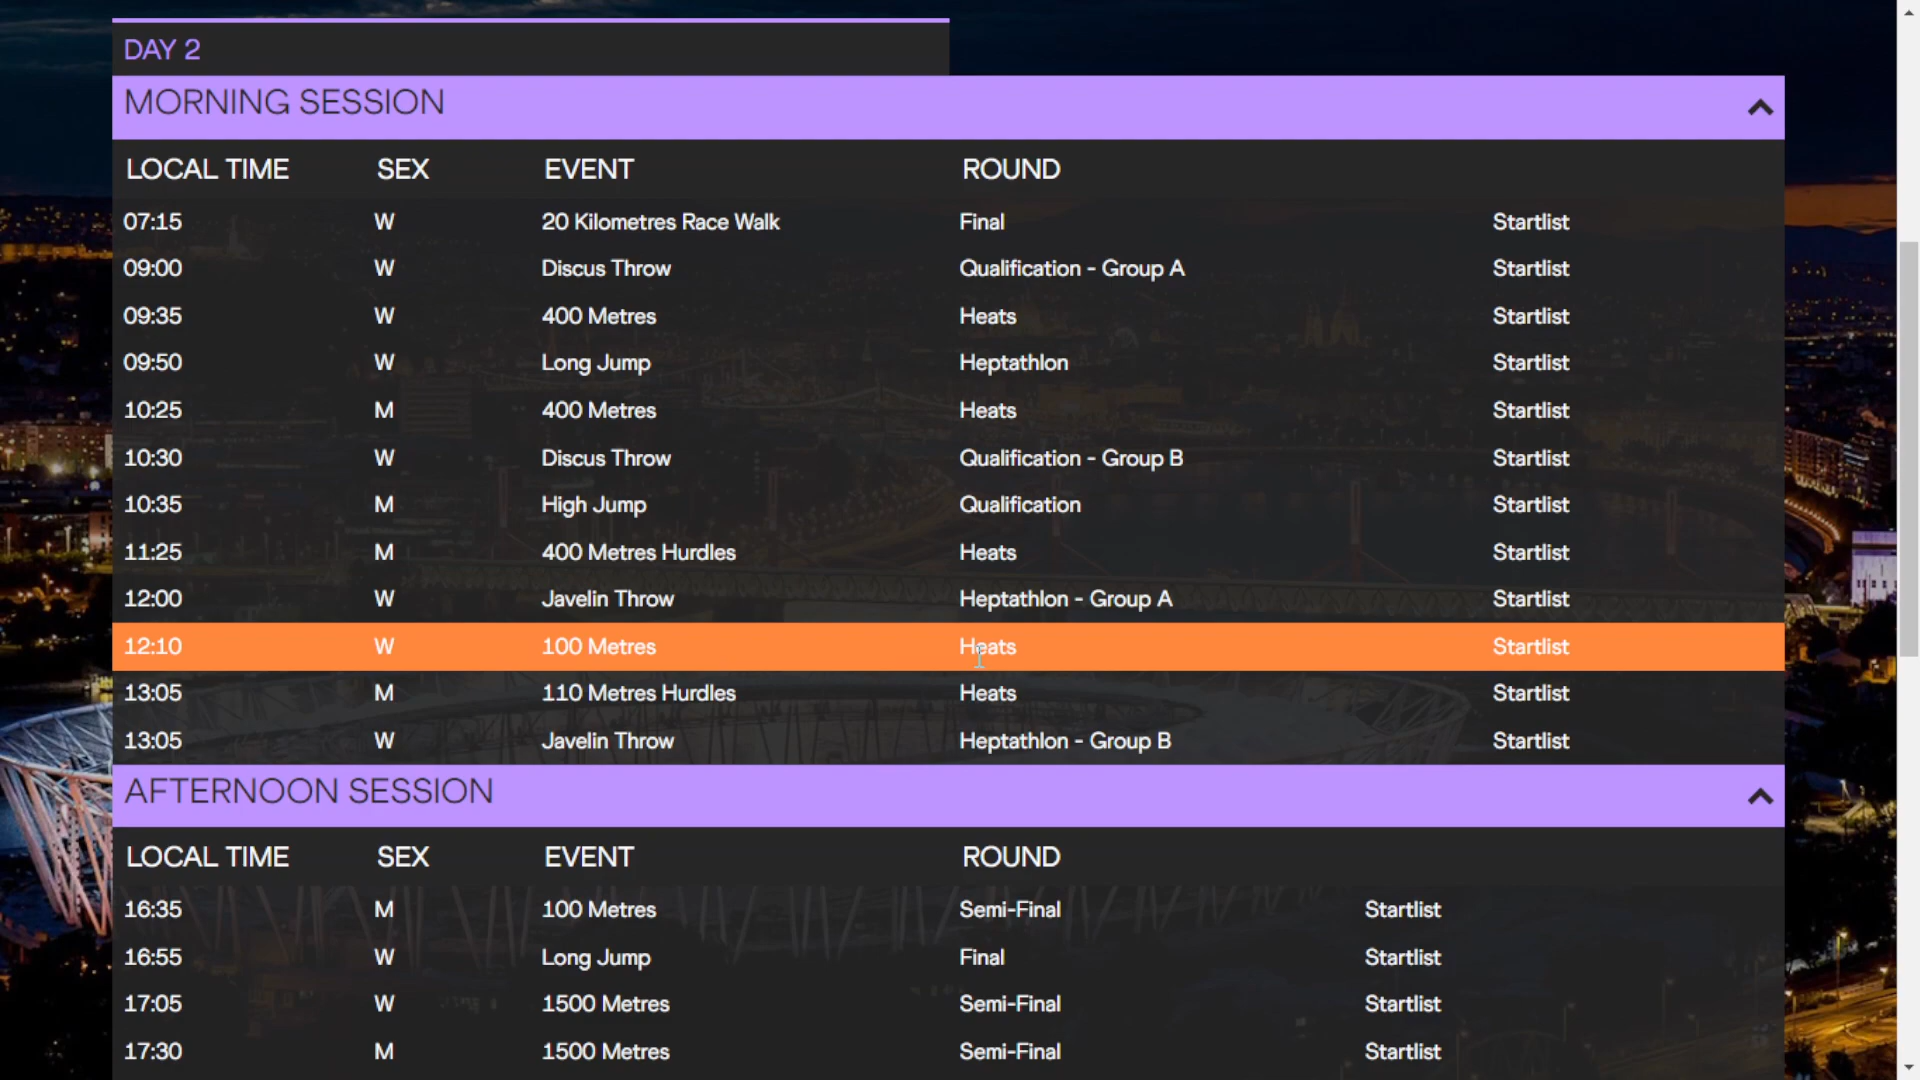 DAY 2
MORNING SESSION
LOCAL TIME SEX EVENT ROUND
07:15 W 20 Kilometres Race Walk Final Startlist
09:00 W Discus Throw Qualification - Group A Startlist
09:35 W 400 Metres Heats Startlist
09:50 W Long Jump Heptathlon Startlist
10:25 M 400 Metres Heats Startlist
10:30 W Discus Throw Qualification - Group B Startlist
10:35 M High Jump Qualification Startlist
11:25 M 400 Metres Hurdles Heats Startlist
12:00 W Javelin Throw Heptathlon - Group A Startlist
12:10 W 100 Metres Heats Startlist
13:05 M 110 Metres Hurdles Heats Startlist
13:05 W Javelin Throw Heptathlon - Group B Startlist
AFTERNOON SESSION
LOCAL TIME SEX EVENT ROUND
16:35 M 100 Metres Semi-Final Startlist
16:55 W Long Jump Final Startlist
17:05 W 1500 Metres Semi-Final Startlist
17:30 M 1500 Metres Semi-Final Startlist